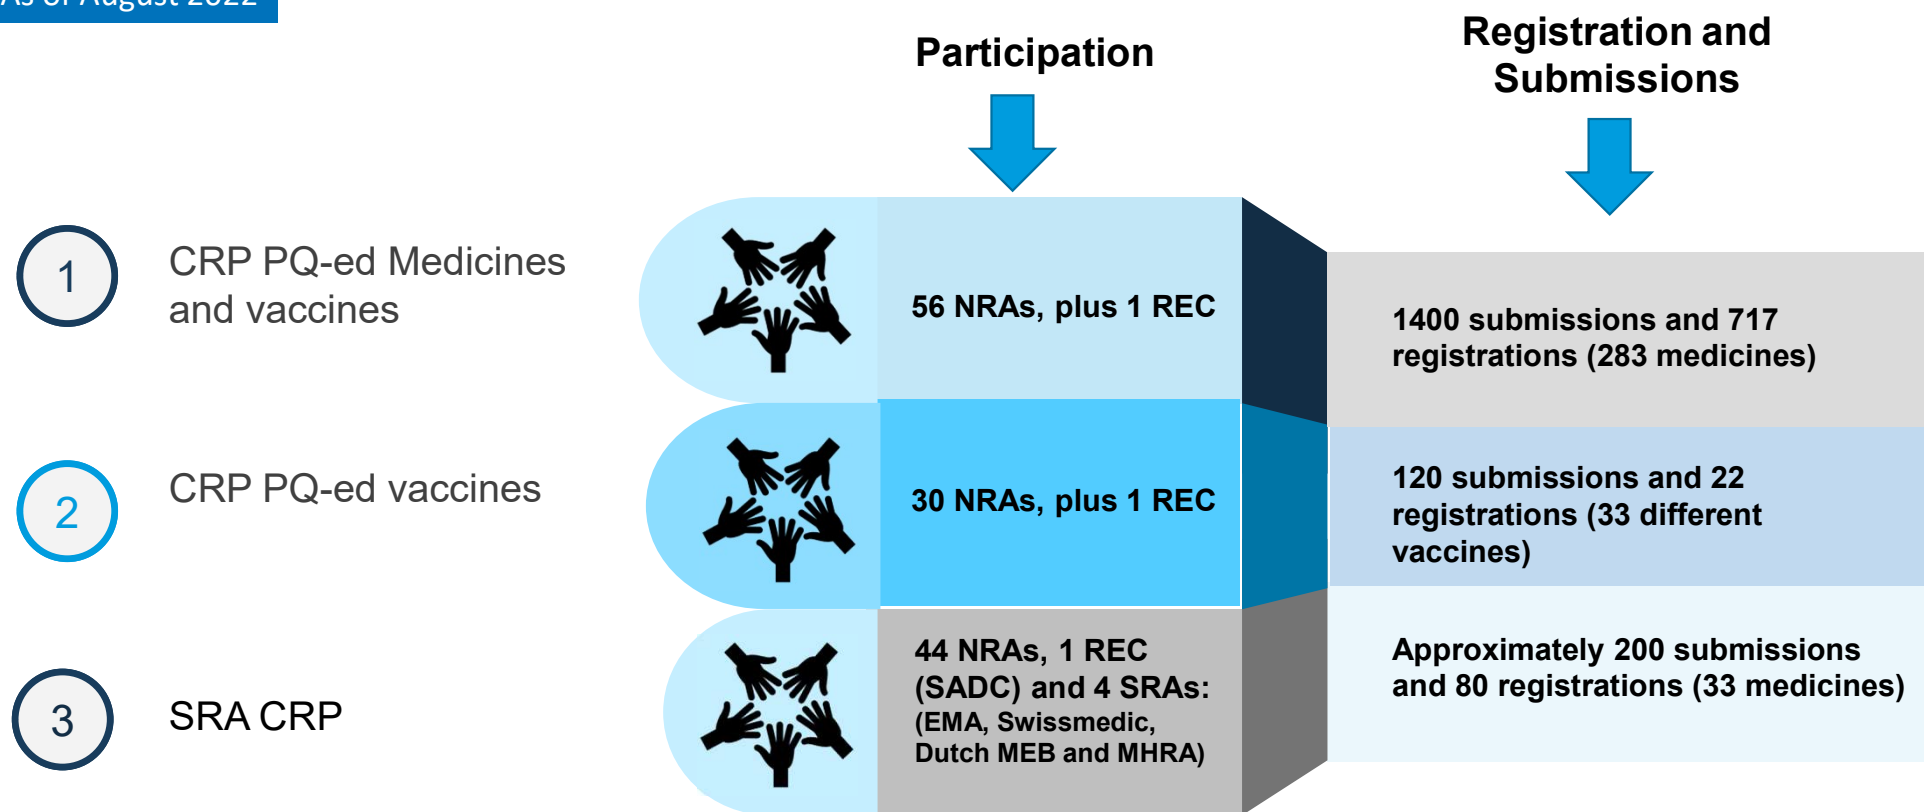 As of August 2022
Participation
Registration and
Submissions
1
CRP PQ-ed Medicines
and vaccines
56 NRAs, plus 1 REC
1400 submissions and 717
registrations (283 medicines)
2
CRP PQ-ed vaccines
30 NRAs, plus 1 REC
120 submissions and 22
registrations (33 different
vaccines)
3
SRA CRP
44 NRAs, 1 REC
(SADC) and 4 SRAs:
(EMA, Swissmedic,
Dutch MEB and MHRA)
Approximately 200 submissions
and 80 registrations (33 medicines)